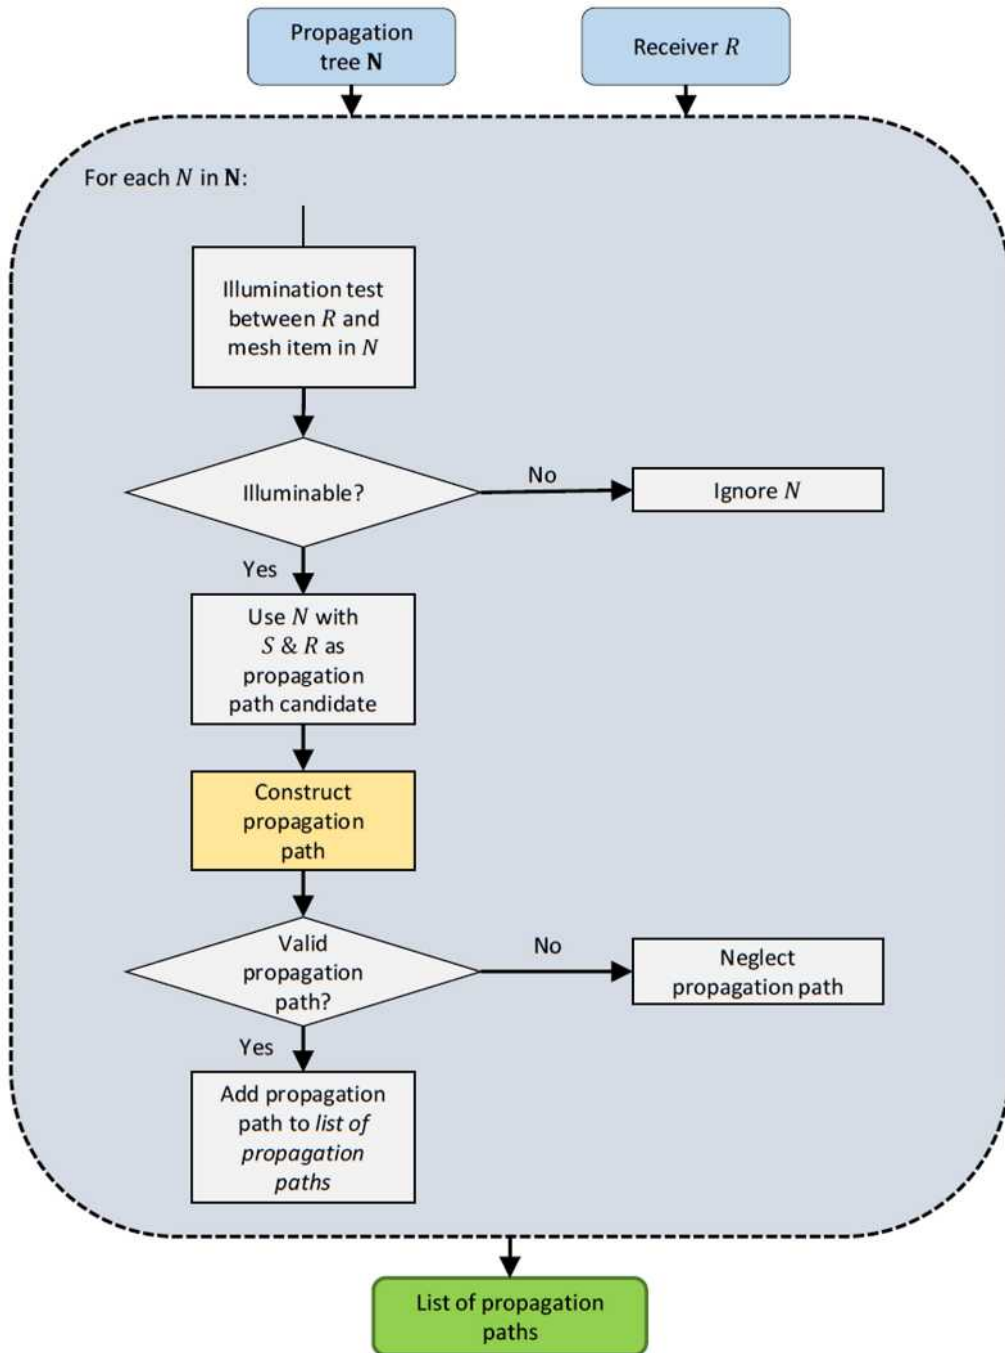 Propagation
tree N
Receiver R
For each N in N:
Illumination test
between R and
mesh item in N
Illuminable?
No
Ignore N
Yes
Use N with
S & R as
propagation
path candidate
Construct
propagation
path
Valid
propagation
path?
No
Neglect
propagation path
Yes
Add propagation
path to list of
propagation
paths
List of propagation
paths